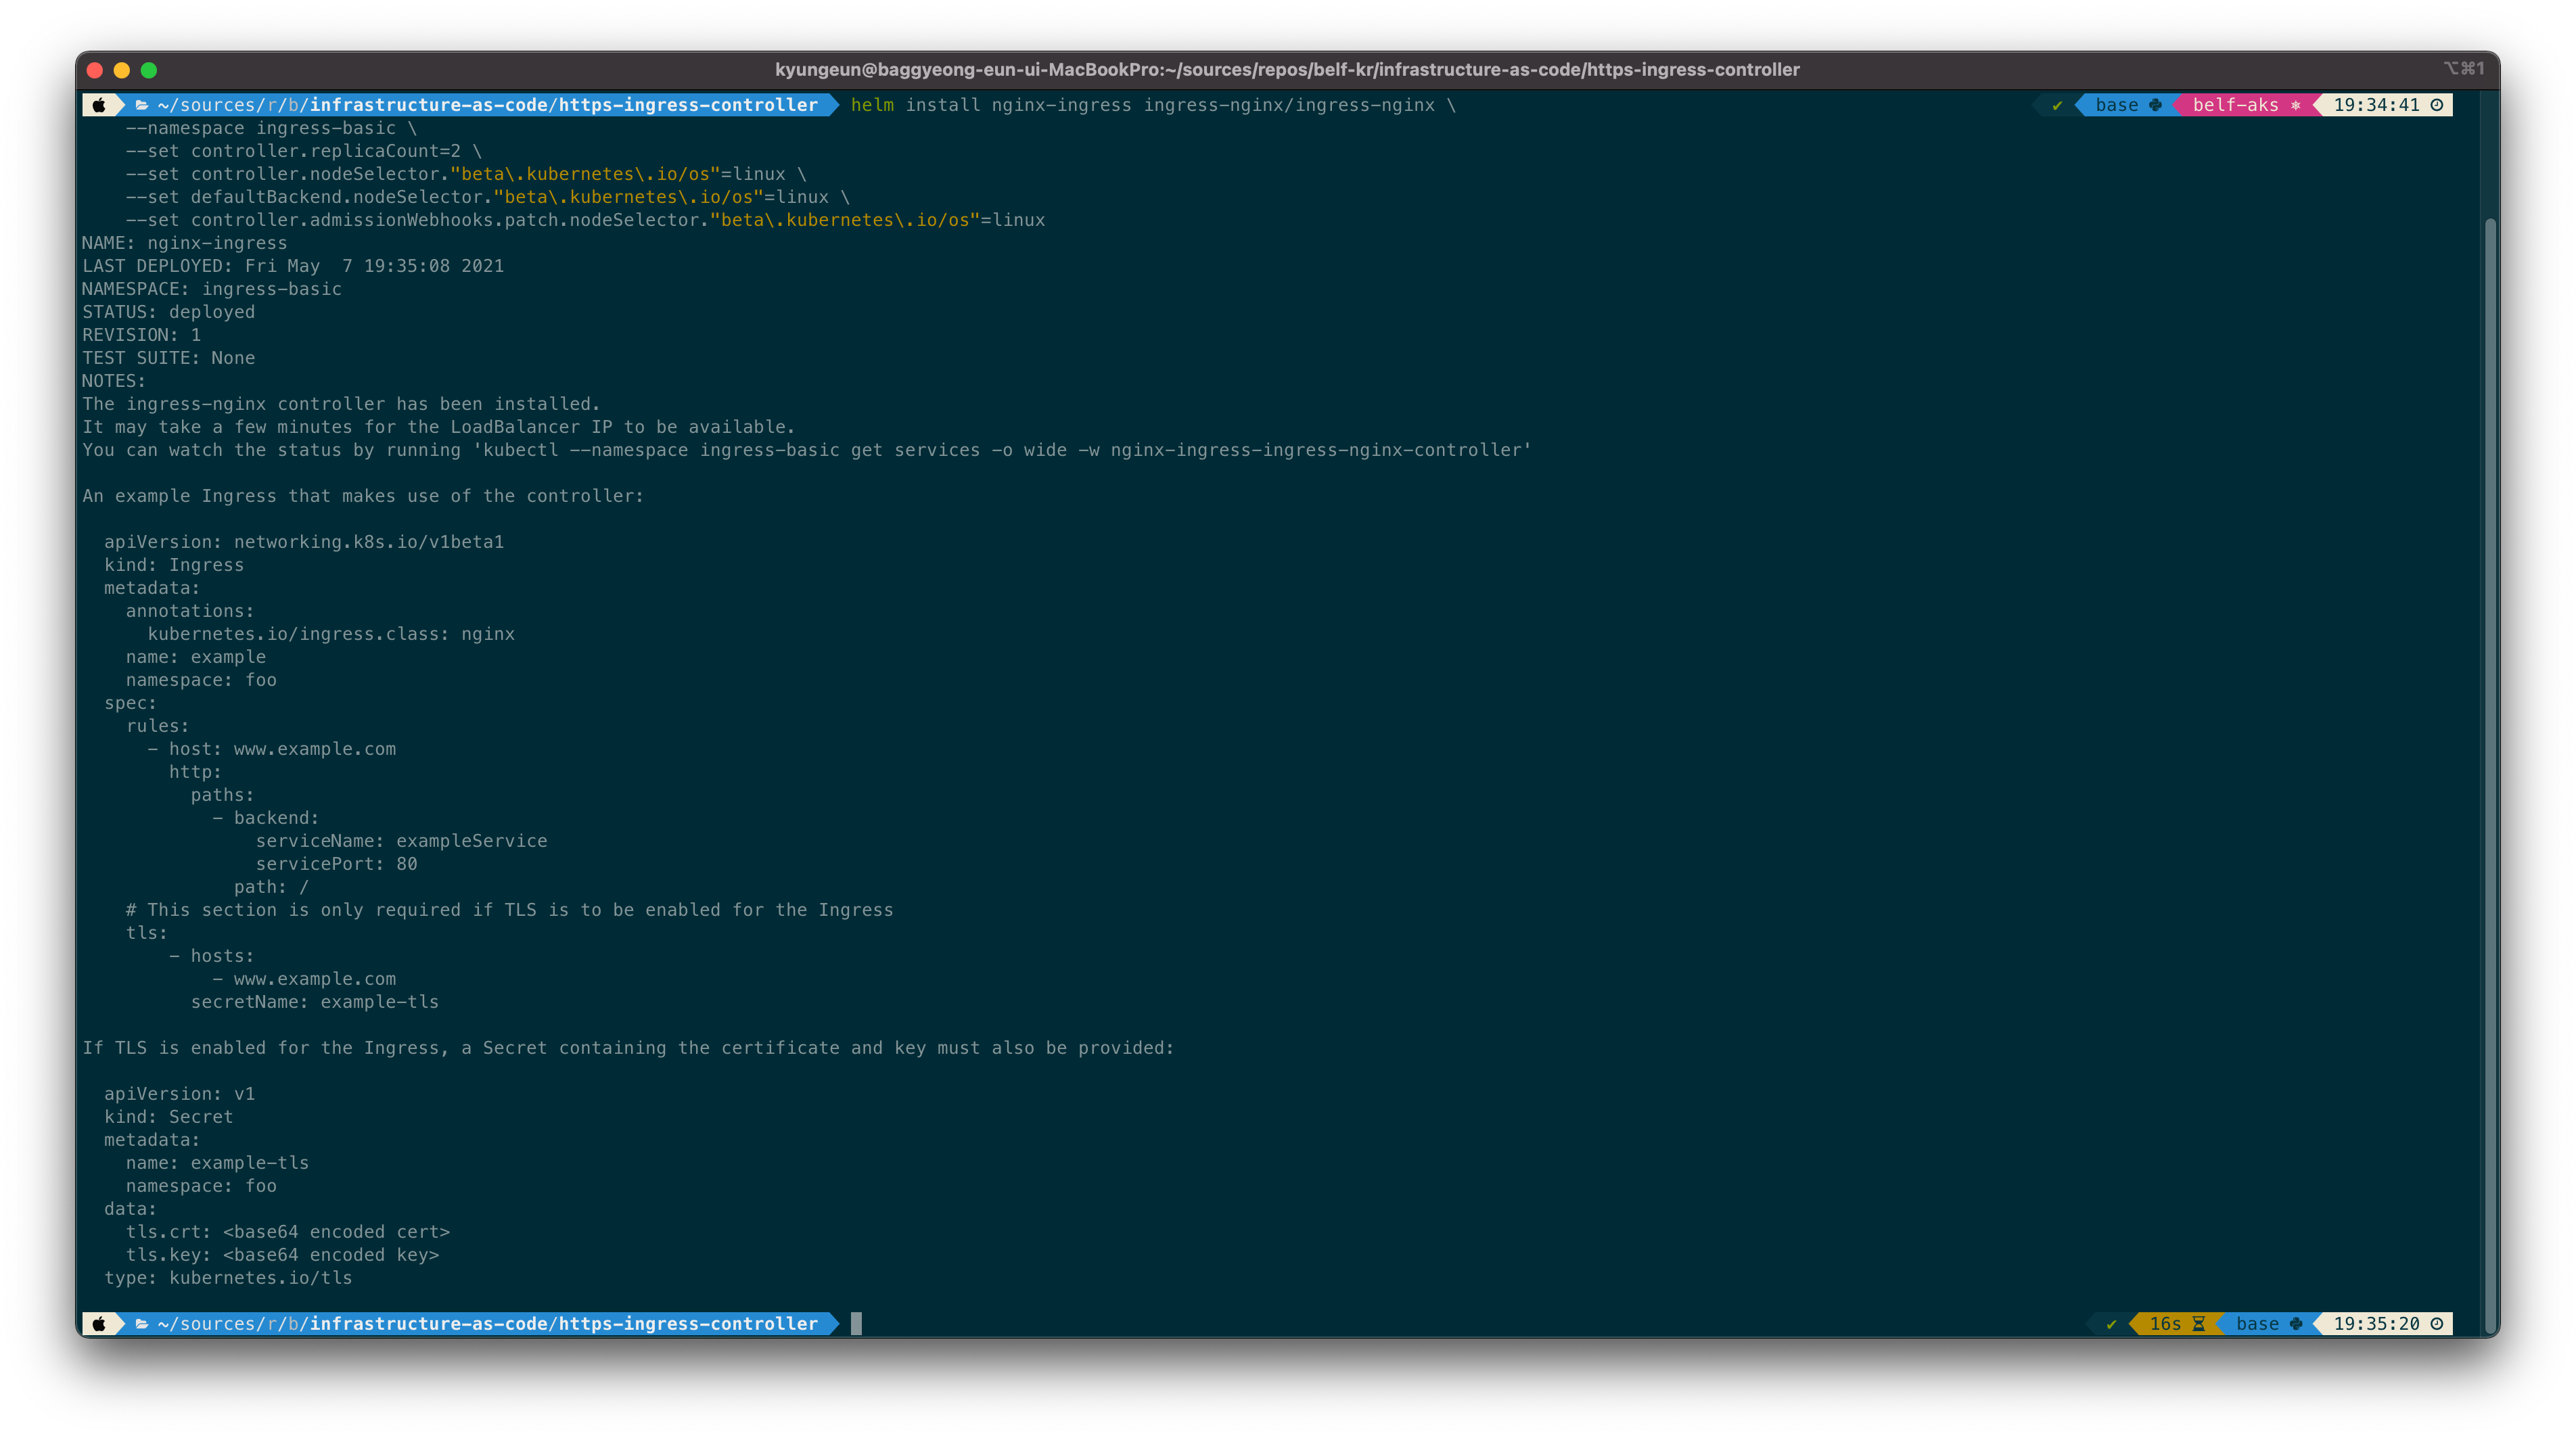 kyungeun@baggyeong-eun-ui-MacBookPro:~/sources/repos/belf-kr/infrastructure-as-code/https-ingress-controller ⌥⌘1
~/sources/r/b/infrastructure-as-code/https-ingress-controller helm install nginx-ingress ingress-nginx/ingress-nginx \ ✔ base belf-aks 19:34:41
    --namespace ingress-basic \
    --set controller.replicaCount=2 \
    --set controller.nodeSelector."beta\.kubernetes\.io/os"=linux \
    --set defaultBackend.nodeSelector."beta\.kubernetes\.io/os"=linux \
    --set controller.admissionWebhooks.patch.nodeSelector."beta\.kubernetes\.io/os"=linux
NAME: nginx-ingress
LAST DEPLOYED: Fri May  7 19:35:08 2021
NAMESPACE: ingress-basic
STATUS: deployed
REVISION: 1
TEST SUITE: None
NOTES:
The ingress-nginx controller has been installed.
It may take a few minutes for the LoadBalancer IP to be available.
You can watch the status by running 'kubectl --namespace ingress-basic get services -o wide -w nginx-ingress-ingress-nginx-controller'

An example Ingress that makes use of the controller:

  apiVersion: networking.k8s.io/v1beta1
  kind: Ingress
  metadata:
    annotations:
      kubernetes.io/ingress.class: nginx
    name: example
    namespace: foo
  spec:
    rules:
      - host: www.example.com
        http:
          paths:
            - backend:
                serviceName: exampleService
                servicePort: 80
              path: /
    # This section is only required if TLS is to be enabled for the Ingress
    tls:
        - hosts:
            - www.example.com
          secretName: example-tls

If TLS is enabled for the Ingress, a Secret containing the certificate and key must also be provided:

  apiVersion: v1
  kind: Secret
  metadata:
    name: example-tls
    namespace: foo
  data:
    tls.crt: <base64 encoded cert>
    tls.key: <base64 encoded key>
  type: kubernetes.io/tls

~/sources/r/b/infrastructure-as-code/https-ingress-controller ✔ 16s base 19:35:20